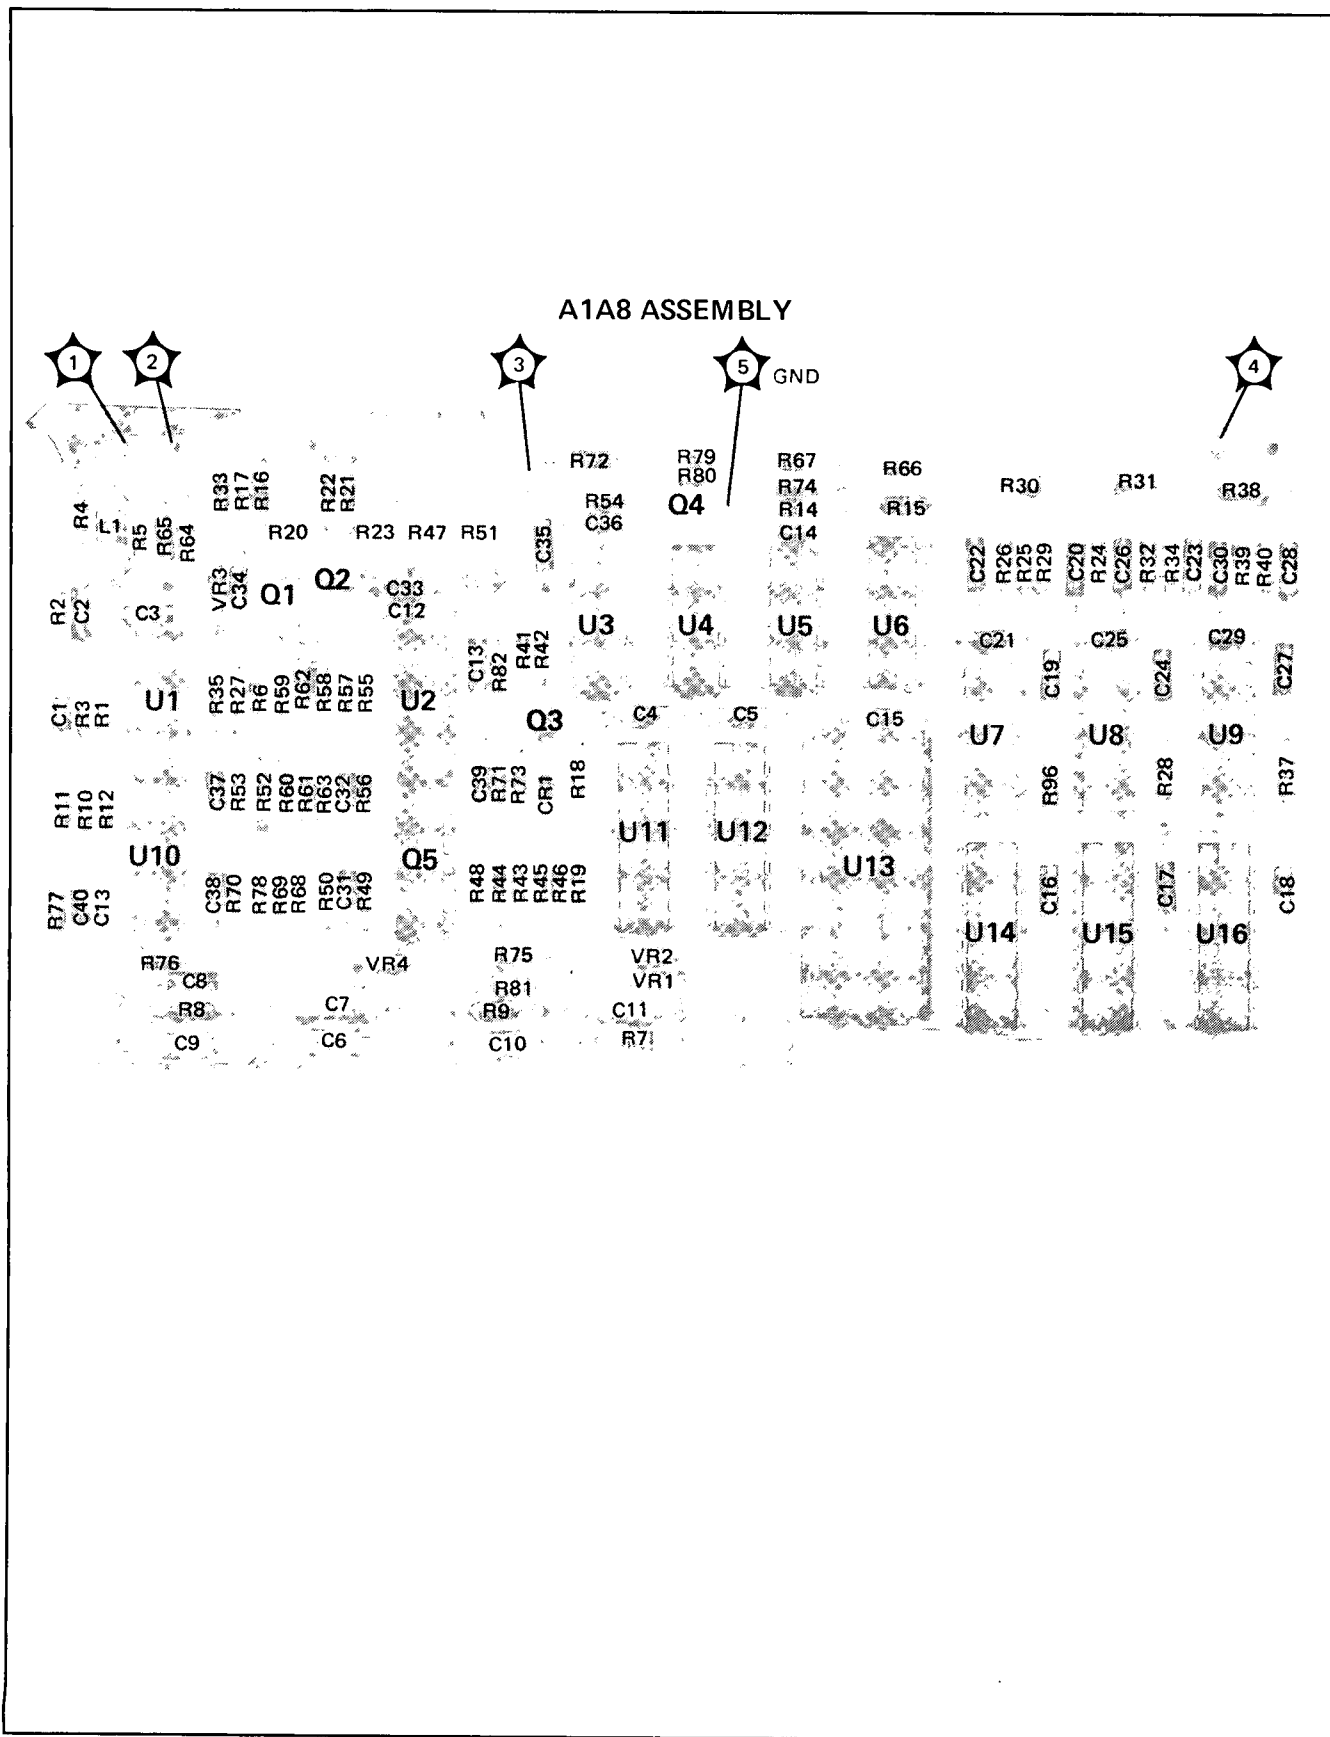 A1A8 ASSEMBLY
1 2 3 5 GND 4
R72 R79 R67 R66
R80
R33 R17 R16 R22 R21 R74 R30 R31 R38
R4 L1 R5 R65 R64 R54 Q4 R14 R15
C36 C14
R20 R23 R47 R51 C35
C22 R26 R25 R29 C20 R24 C26 R32 R34 C23 C30 R39 R40 C28
VR3 C34 Q1 Q2 C33
R2 C2 C3 C12
U3 U4 U5 U6
C13 R82 R41 R42 C21 C25 C29
C19 C24 C27
U1 R35 R27 R6 R59 R62 R58 R57 R55 U2
C1 R3 R1 Q3 C4 C5 C15
U7 U8 U9
C37 R53 R52 R60 R61 R63 C32 R56 C39 R71 R73 CR1 R18 R96 R28 R37
R11 R10 R12
U11 U12
U10 Q5 U13
R77 C40 C13 C38 R70 R78 R69 R68 R50 C31 R49 R48 R44 R43 R45 R46 R19 C16 C17 C18
U14 U15 U16
R76 VR4 R75 VR2
C8 R81 VR1
R8 C7 R9 C11
C9 C6 C10 R7